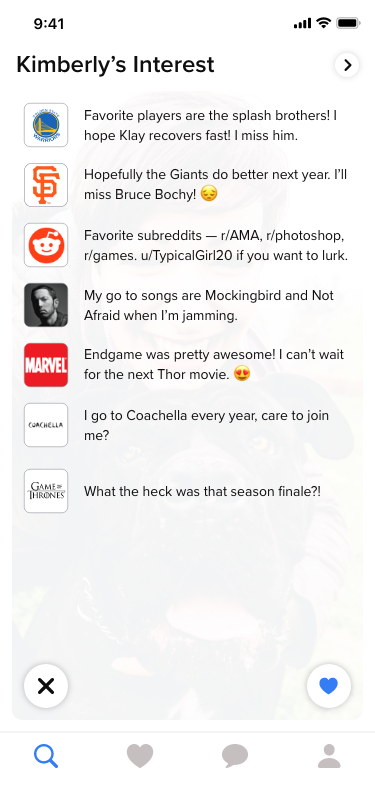 9:41
Kimberly’s Interest
WARRIORS
Favorite players are the splash brothers! I
hope Klay recovers fast! I miss him.
SF
Hopefully the Giants do better next year. I’ll
miss Bruce Bochy! 😔
Favorite subreddits — r/AMA, r/photoshop,
r/games. u/TypicalGirl20 if you want to lurk.
My go to songs are Mockingbird and Not
Afraid when I’m jamming.
MARVEL
Endgame was pretty awesome! I can’t wait
for the next Thor movie. 😍
COACHELLA
I go to Coachella every year, care to join
me?
GAME OF
THRONES
What the heck was that season finale?!